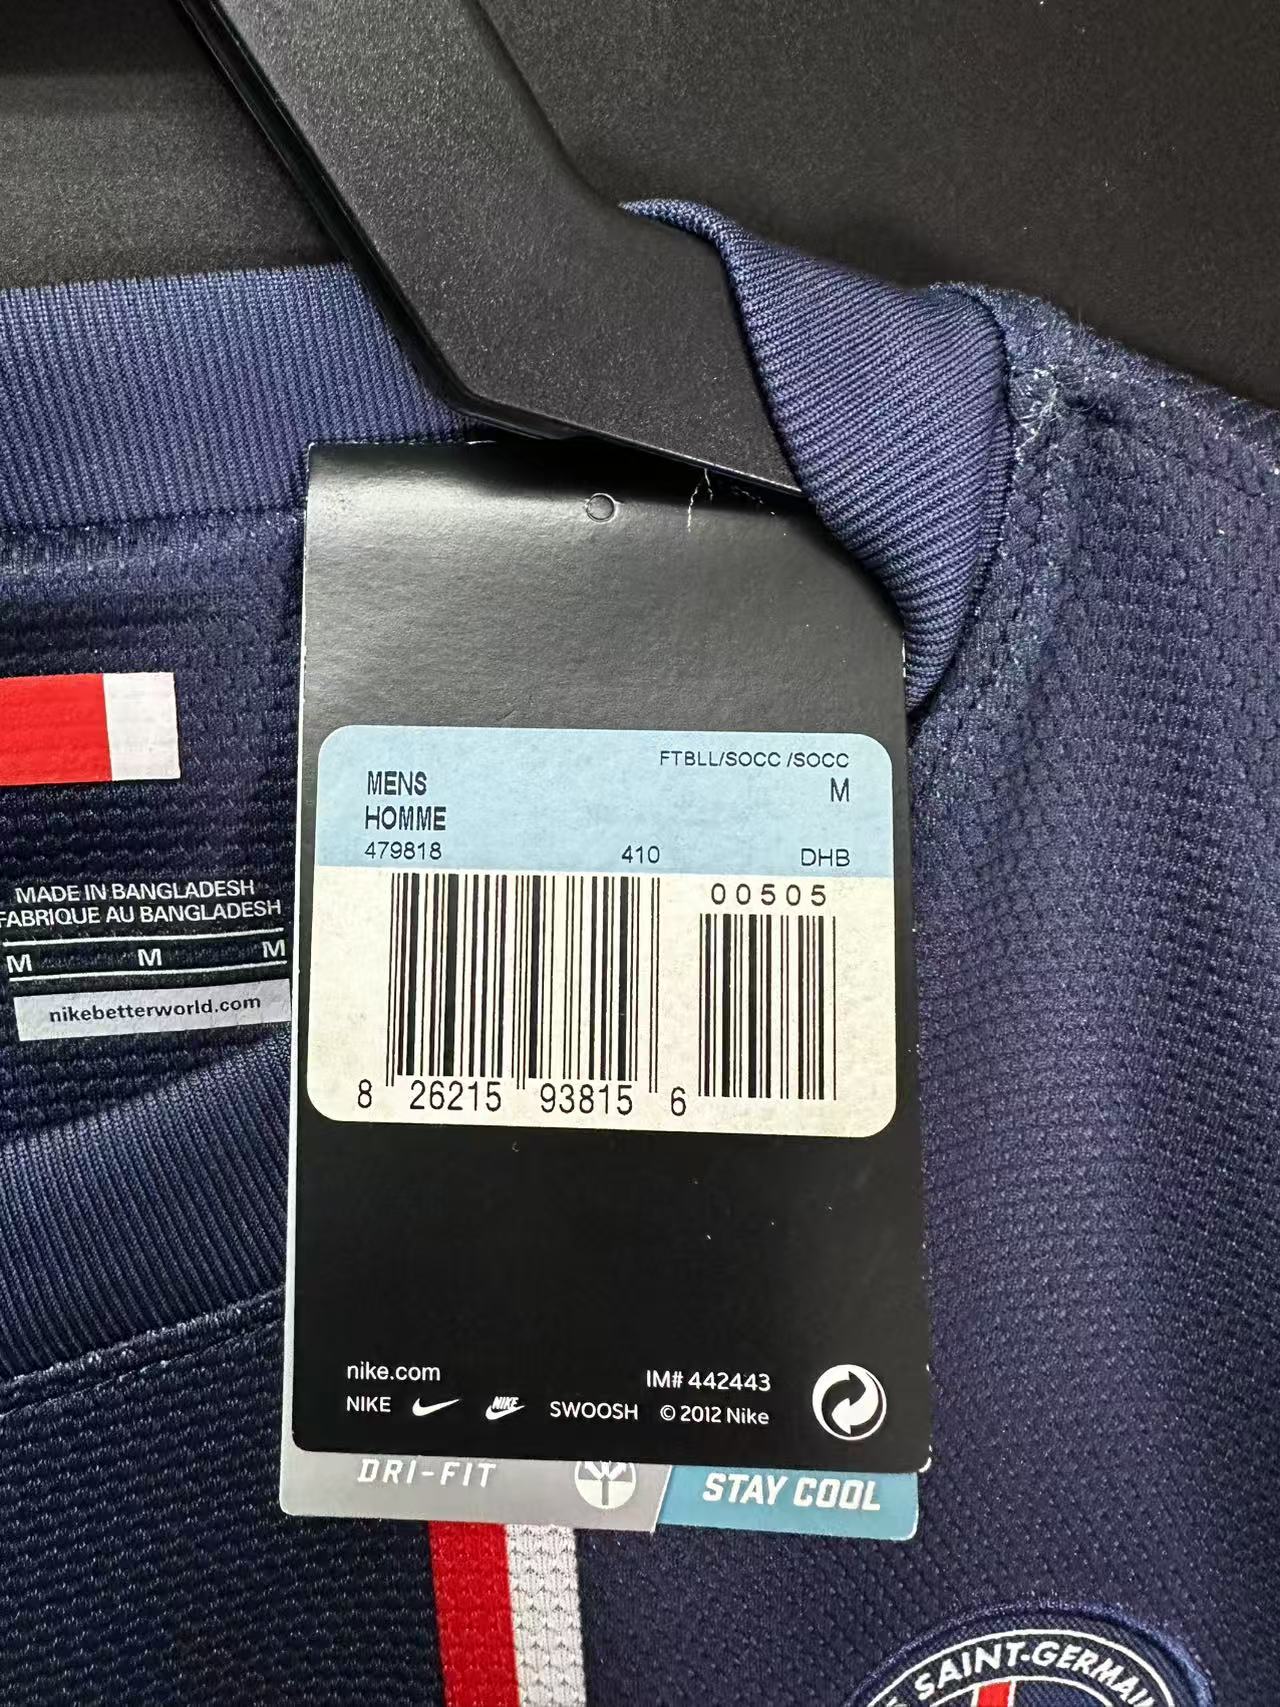 FTBLL/SOCC /SOCC
MENS
M
HOMME
479818 410 DHB
00505
8 26215 93815 6
MADE IN BANGLADESH
FABRIQUE AU BANGLADESH
M M M
nikebetterworld.com
nike.com
IM# 442443
NIKE NIKE SWOOSH © 2012 Nike
DRI-FIT
STAY COOL
SAINT-GERMAIN